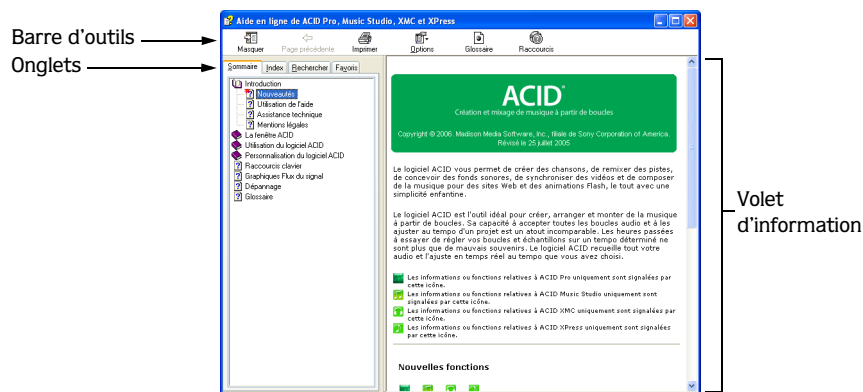 Aide en ligne de ACID Pro, Music Studio, XMC et XPress
Barre d'outils
Masquer Page précédente Imprimer Options Glossaire Raccourcis
Onglets
Sommaire Index Rechercher Favoris
Introduction
Nouveautés
Utilisation de l'aide
Assistance technique
Mentions légales
La fenêtre ACID
Utilisation du logiciel ACID
Personnalisation du logiciel ACID
Raccourcis clavier
Graphiques Flux du signal
Dépannage
Glossaire
ACID
Création et mixage de musique à partir de boucles
Copyright © 2006. Madison Media Software, Inc., filiale de Sony Corporation of America.
Révisé le 25 juillet 2005
Le logiciel ACID vous permet de créer des chansons, de remixer des pistes,
de concevoir des fonds sonores, de synchroniser des vidéos et de composer
de la musique pour des sites Web et des animations Flash, le tout avec une
simplicité enfantine.
Le logiciel ACID est l'outil idéal pour créer, arranger et monter de la musique
à partir de boucles. Sa capacité à accepter toutes les boucles audio et à les
ajuster au tempo d'un projet est un atout incomparable. Les heures passées
à essayer de régler vos boucles et échantillons sur un tempo déterminé ne
sont plus que de mauvais souvenirs. Le logiciel ACID recueille tout votre
audio et l'ajuste en temps réel au tempo que vous avez choisi.
Les informations ou fonctions relatives à ACID Pro uniquement sont signalées par
cette icône.
Les informations ou fonctions relatives à ACID Music Studio uniquement sont
signalées par cette icône.
Les informations ou fonctions relatives à ACID XMC uniquement sont signalées par
cette icône.
Les informations ou fonctions relatives à ACID XPress uniquement sont signalées
par cette icône.
Nouvelles fonctions
Volet
d'information